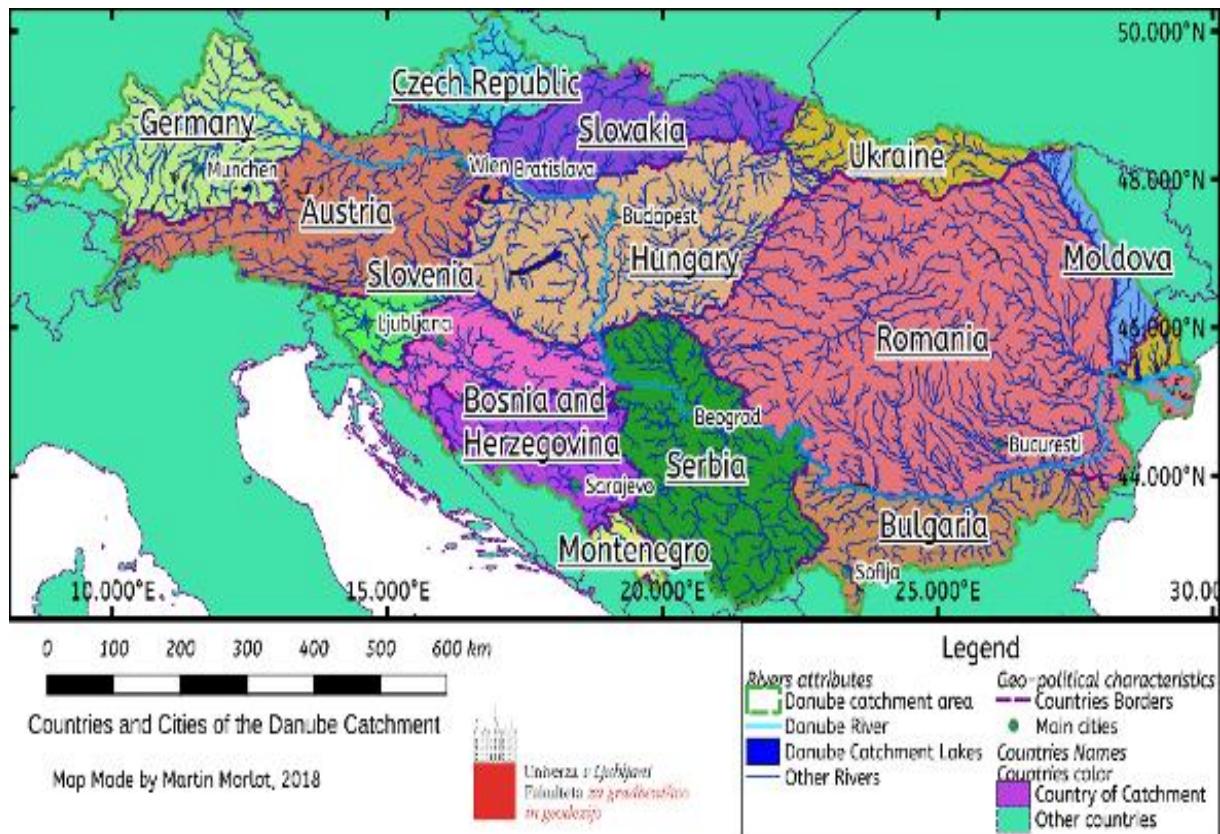 50.000°N
Czech Republic
Germany
Slovakia
Ukraine
Munchen
Wien Bratislava
48.000°N
Austria
Budapest
Slovenia
Hungary
Moldova
Ljubljana
46.000°N
Romania
Bosnia and
Herzegovina
Beograd
Bucuresti
Serbia
Sarajevo
44.000°N
Bulgaria
Montenegro
Sofija
10.000°E
15.000°E
20.000°E
25.000°E
30.00
0 100 200 300 400 500 600 km
Countries and Cities of the Danube Catchment
Map Made by Martin Morlot, 2018
Univerza v Ljubljani
Fakulteta za gradbeništvo
in geodezijo
Legend
Rivers attributes
Danube catchment area
Danube River
Danube Catchment Lakes
Other Rivers
Geo-political characteristics
Countries Borders
Main cities
Countries Names
Countries color
Country of Catchment
Other countries